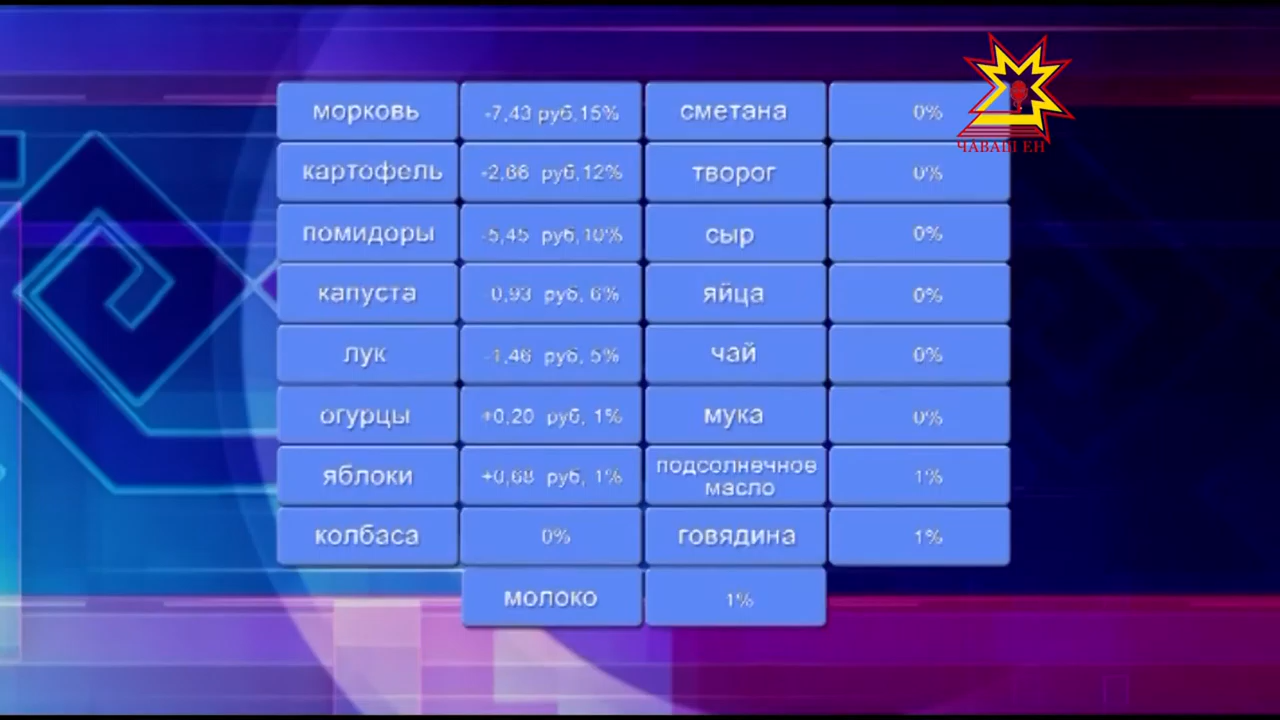 морковь -7,43 руб,15% сметана 0%
картофель -2,66 руб,12% творог 0%
помидоры -5,45 руб,10% сыр 0%
капуста -0,93 руб, 6% яйца 0%
лук -1,46 руб, 5% чай 0%
огурцы +0,20 руб, 1% мука 0%
яблоки +0,68 руб, 1% подсолнечное
масло 1%
колбаса 0% говядина 1%
молоко 1%
ЧӐВАШ ЕН